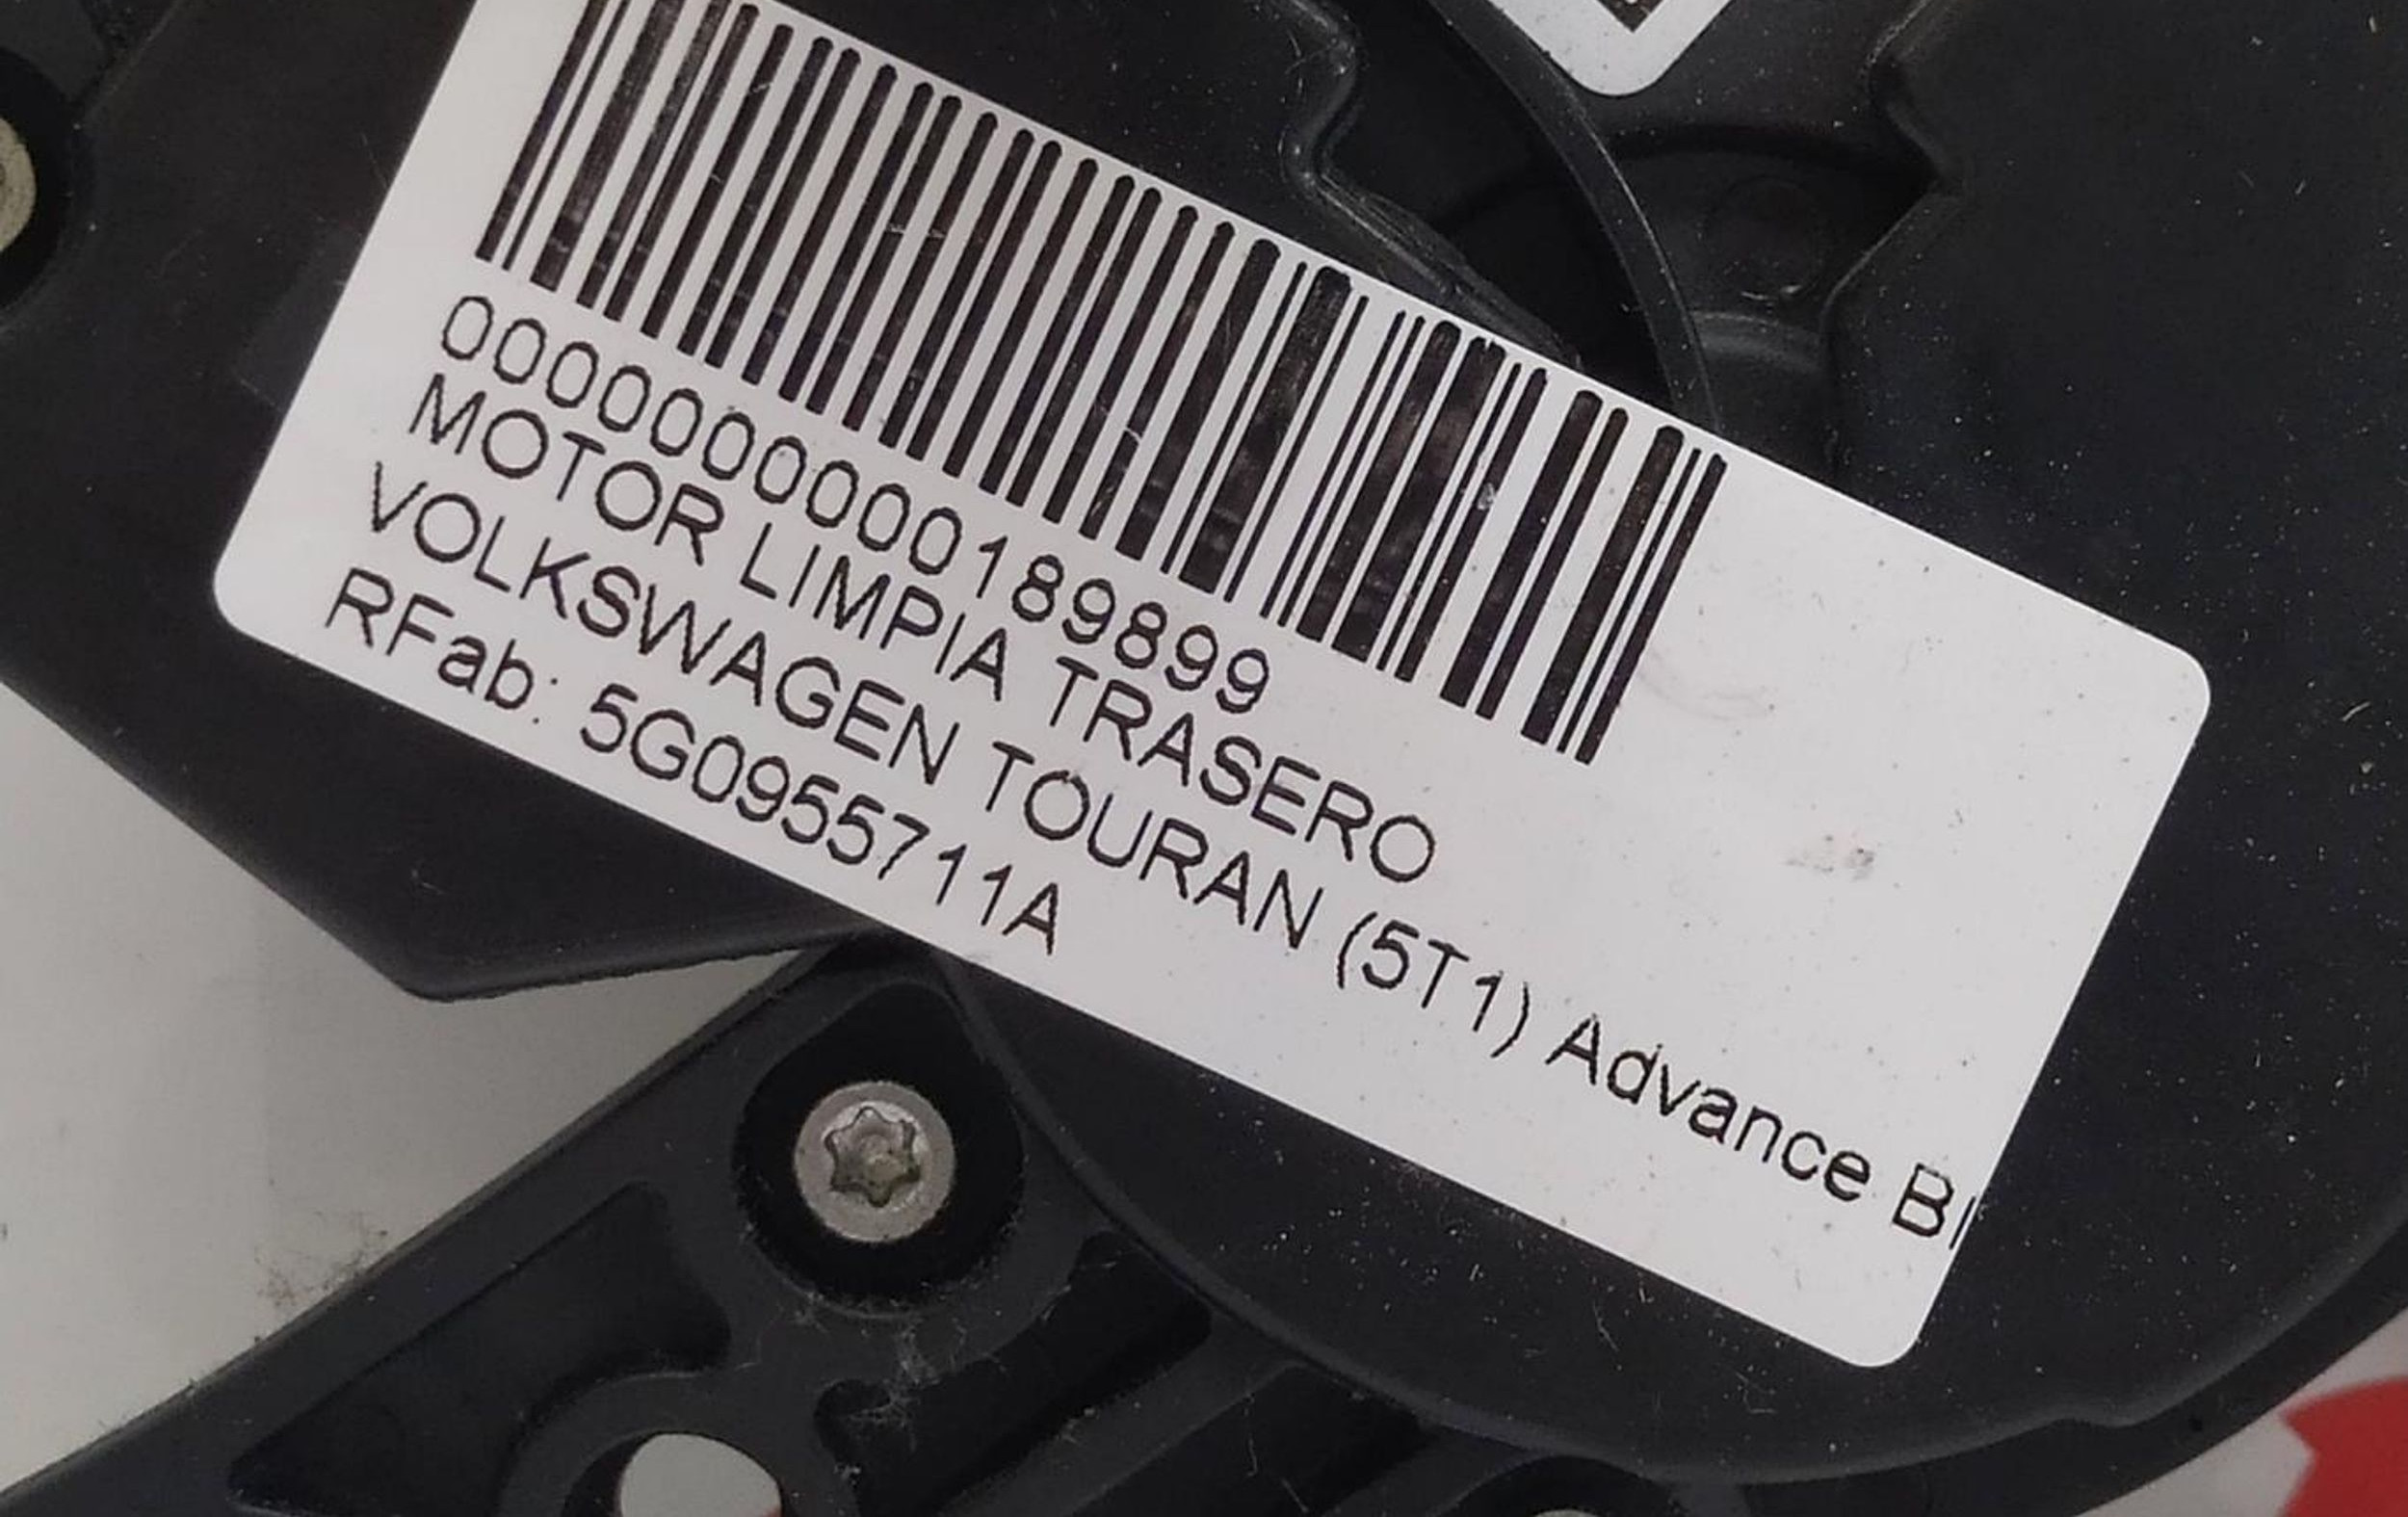 0000000000189899
MOTOR LIMPIA TRASERO
VOLKSWAGEN TOURAN (5T1) Advance
RFab: 5G0955711A